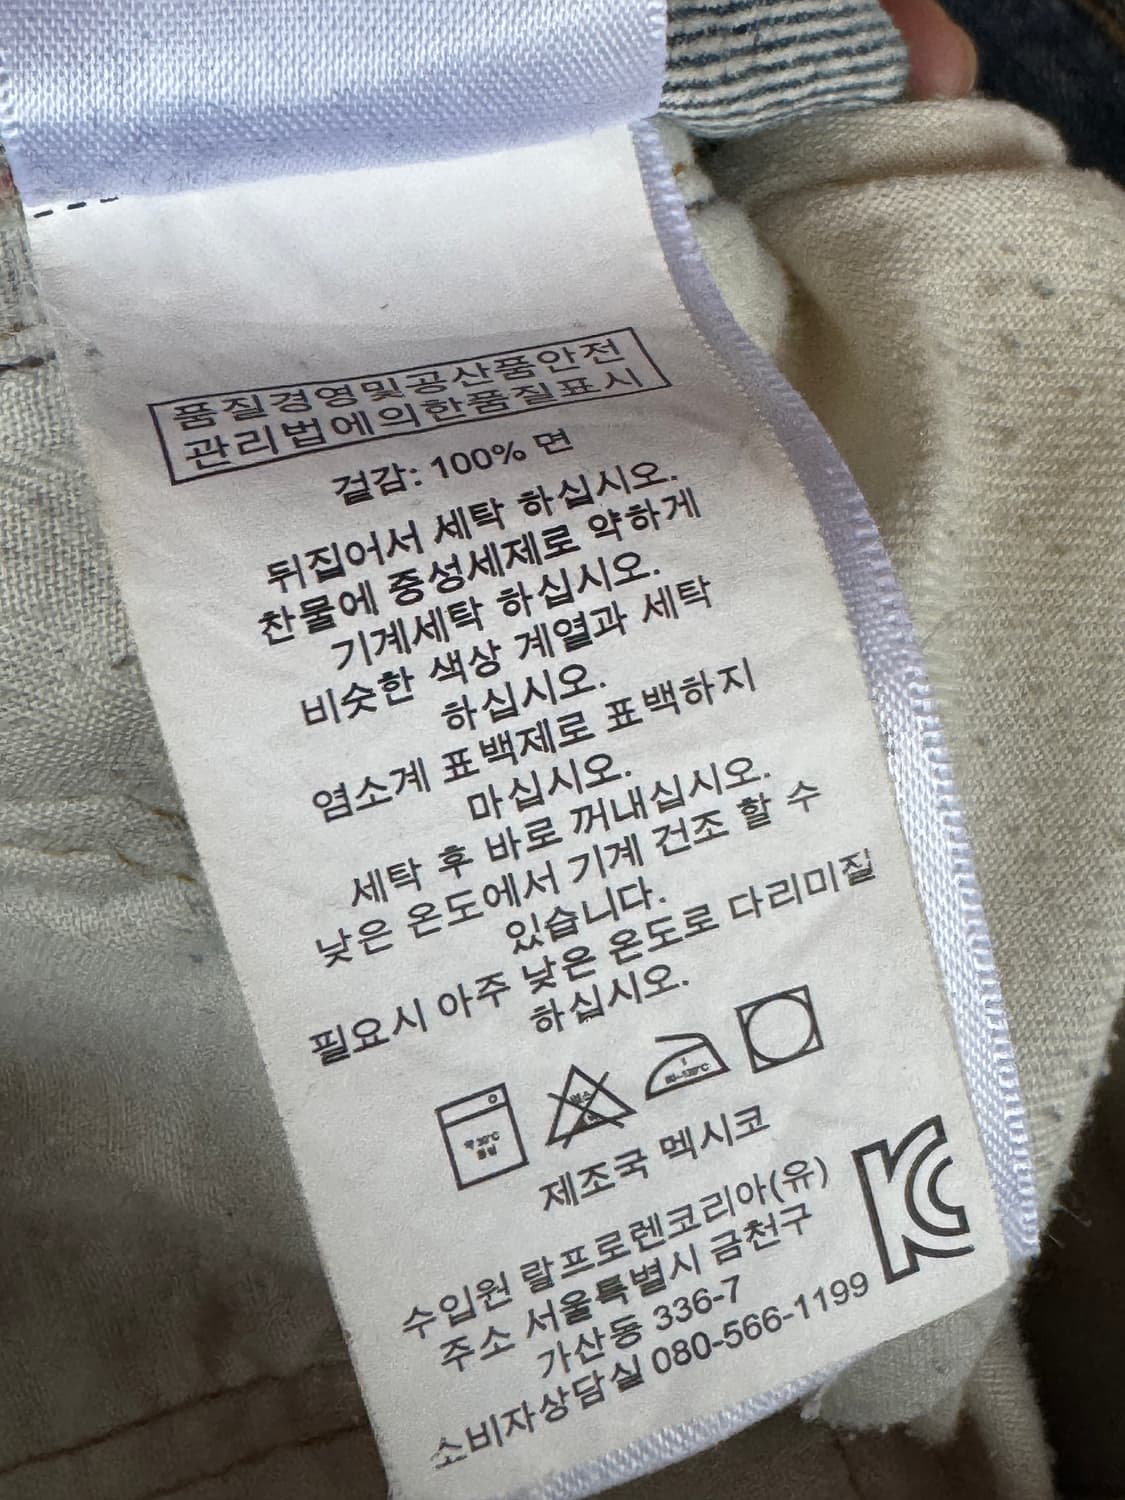 품질경영및공산품안전
관리법에의한품질표시
겉감: 100% 면
뒤집어서 세탁 하십시오.
찬물에 중성세제로 약하게
기계세탁 하십시오.
비슷한 색상 계열과 세탁
하십시오.
염소계 표백제로 표백하지
마십시오.
세탁 후 바로 꺼내십시오.
낮은 온도에서 기계 건조 할 수
있습니다.
필요시 아주 낮은 온도로 다리미질
하십시오.
약 30℃
제조국 멕시코
KC
수입원 랄프로렌코리아(유)
주소 서울특별시 금천구
가산동 336-7
소비자상담실 080-566-1199